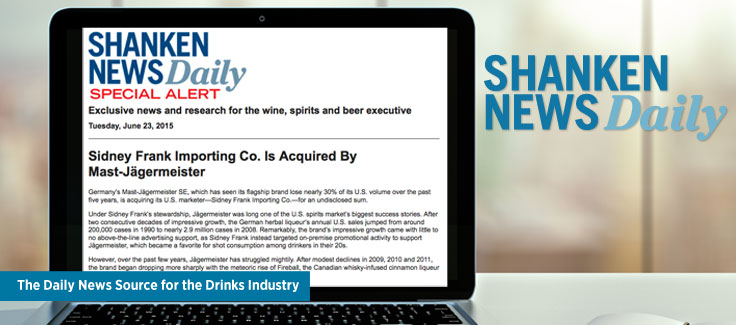 SHANKEN
NEWS Daily
SPECIAL ALERT
Exclusive news and research for the wine, spirits and beer executive
Tuesday, June 23, 2015
Sidney Frank Importing Co. Is Acquired By
Mast-Jägermeister
Germany's Mast-Jägermeister SE, which has seen its flagship brand lose nearly 30% of its U.S. volume over the past
five years, is acquiring its U.S. marketer—Sidney Frank Importing Co.—for an undisclosed sum.
Under Sidney Frank's stewardship, Jägermeister was long one of the U.S. spirits market's biggest success stories. After
two consecutive decades of impressive growth, the German herbal liqueur's annual U.S. sales jumped from around
200,000 cases in 1990 to nearly 2.9 million cases in 2008. Remarkably, the brand's impressive growth came with little to
no above-the-line advertising support, as Sidney Frank instead targeted on-premise promotional activity to support
Jägermeister, which became a favorite for shot consumption among drinkers in their 20s.
However, over the past few years, Jägermeister has struggled mightily. After modest declines in 2009, 2010 and 2011,
the brand began dropping more sharply with the meteoric rise of Fireball, the Canadian whisky-infused cinnamon liqueur
The Daily News Source for the Drinks Industry
SHANKEN
NEWS Daily